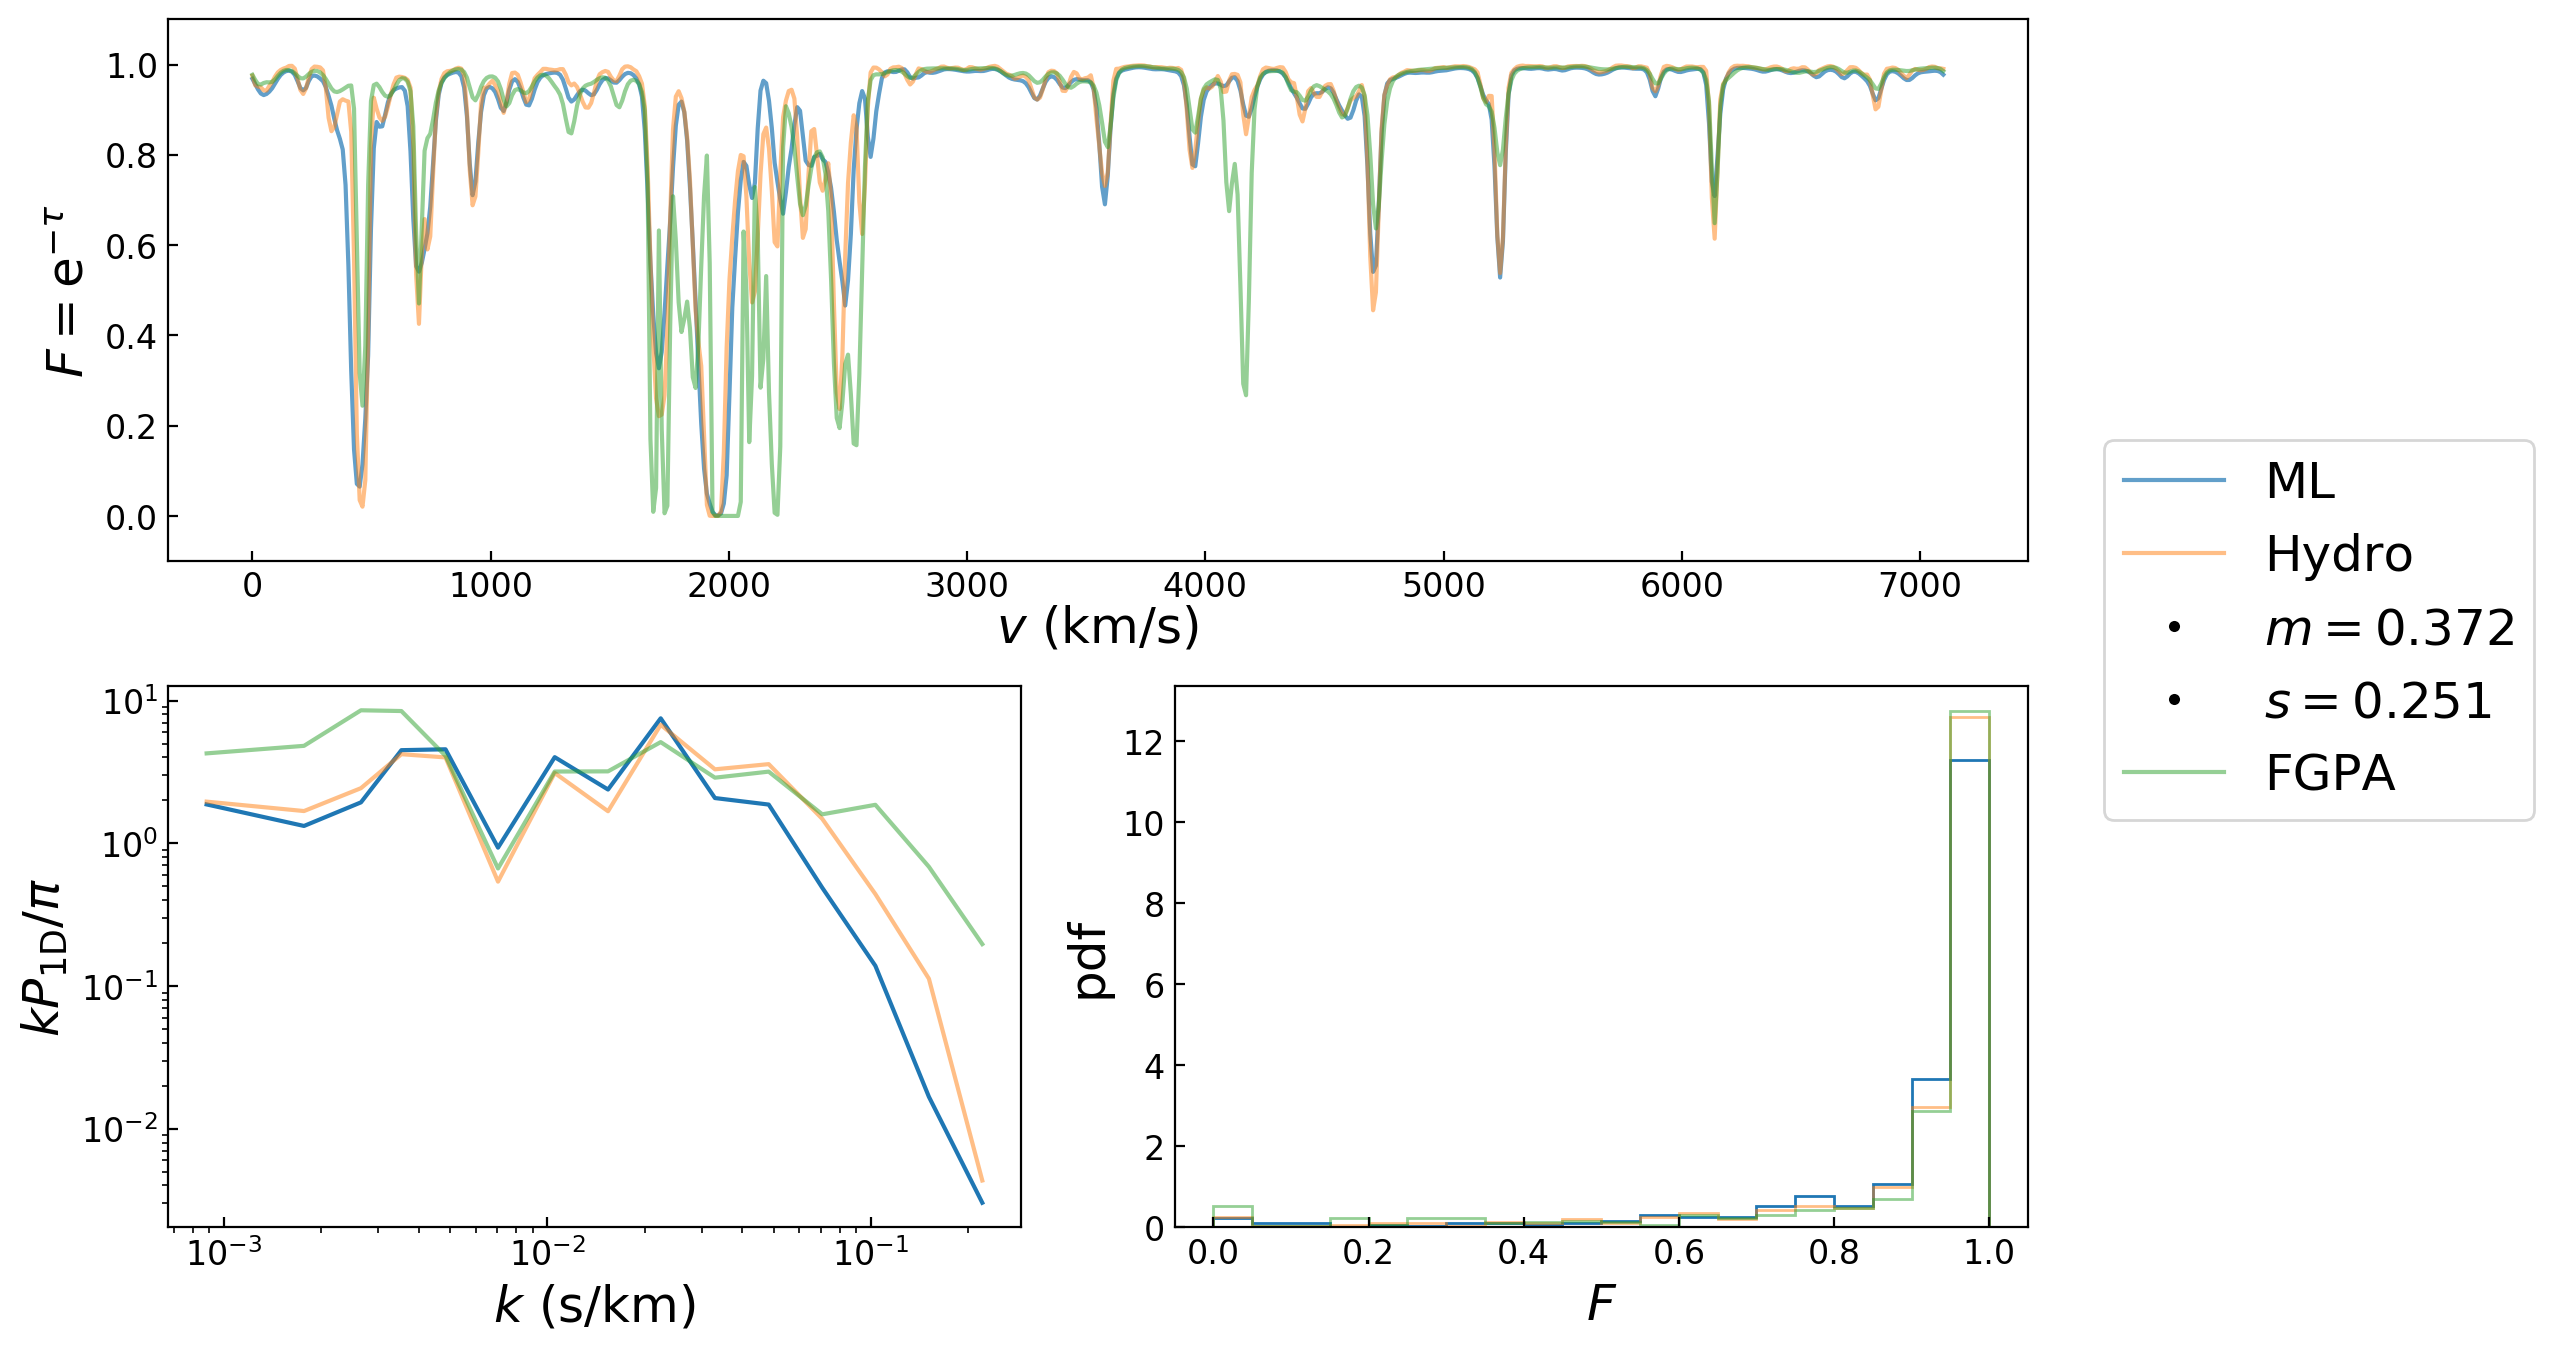 F = e^{−τ}
1.0
0.8
0.6
0.4
0.2
0.0
0 1000 2000 3000 4000 5000 6000 7000
v (km/s)
ML
Hydro
m = 0.372
s = 0.251
FGPA
kP_{1D}/π
10^1
10^0
10^{−1}
10^{−2}
10^{−3} 10^{−2} 10^{−1}
k (s/km)
pdf
12
10
8
6
4
2
0
0.0 0.2 0.4 0.6 0.8 1.0
F